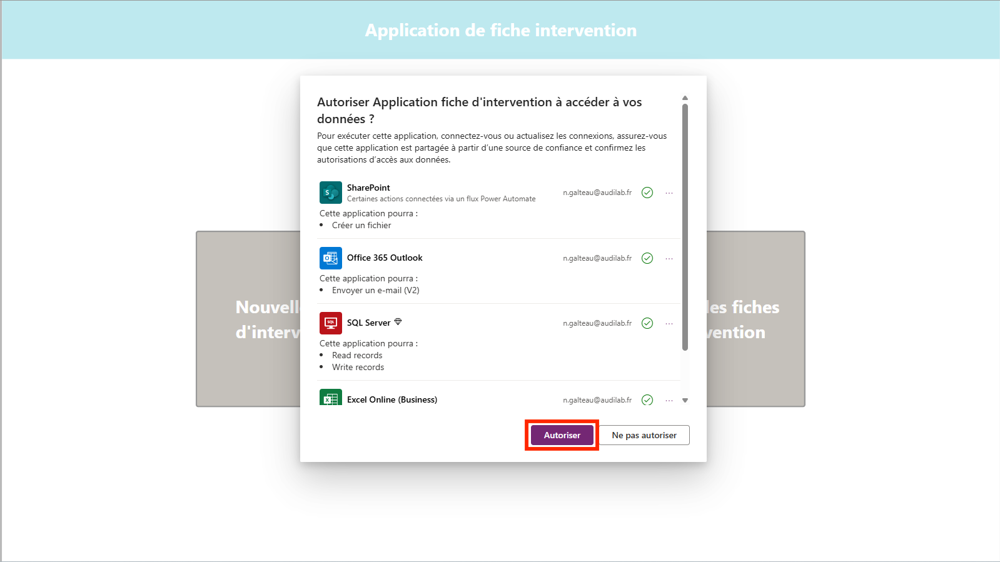 Application de fiche intervention
Autoriser Application fiche d'intervention à accéder à vos
données ?
Pour exécuter cette application, connectez-vous ou actualisez les connexions, assurez-vous
que cette application est partagée à partir d’une source de confiance et confirmez les
autorisations d’accès aux données.
SharePoint
Certaines actions connectées via un flux Power Automate
n.galteau@audilab.fr
Cette application pourra :
• Créer un fichier
Office 365 Outlook
n.galteau@audilab.fr
Cette application pourra :
• Envoyer un e-mail (V2)
SQL Server
n.galteau@audilab.fr
Cette application pourra :
• Read records
• Write records
Excel Online (Business)
n.galteau@audilab.fr
Autoriser
Ne pas autoriser
Nouvell
d'interv
les fiches
vention